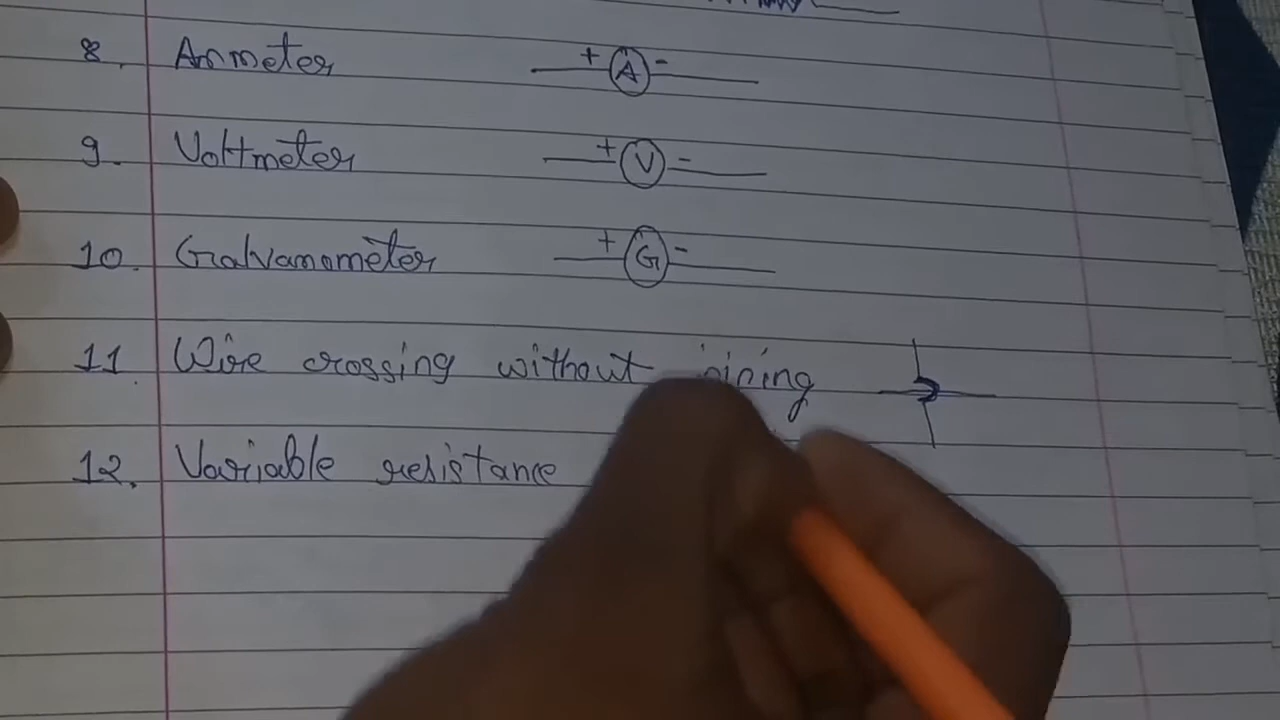 8. Ammeter + A -
9. Voltmeter + V -
10. Galvanometer + G -
11. Wire crossing without
12. Variable resistance